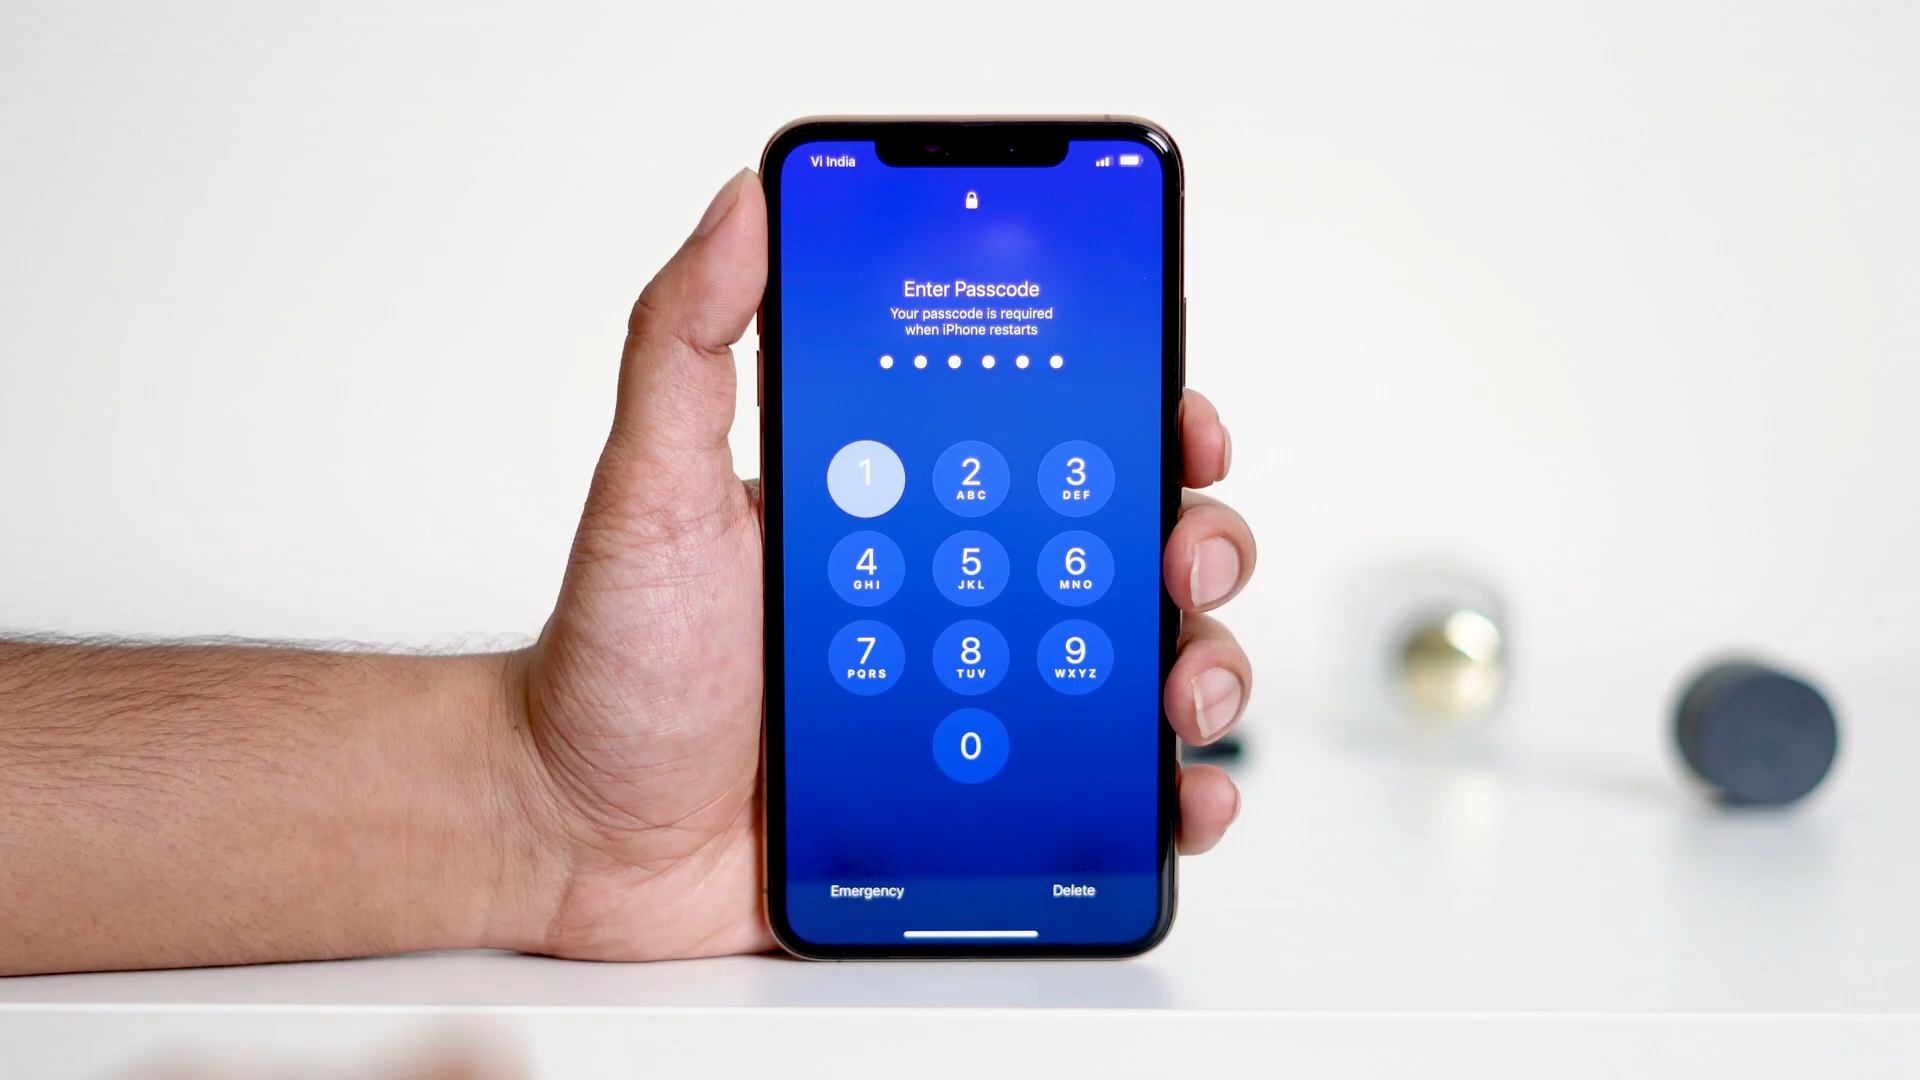 Vi India
Enter Passcode
Your passcode is required
when iPhone restarts
1 2 3
ABC DEF
4 5 6
GHI JKL MNO
7 8 9
PQRS TUV WXYZ
0
Emergency Delete